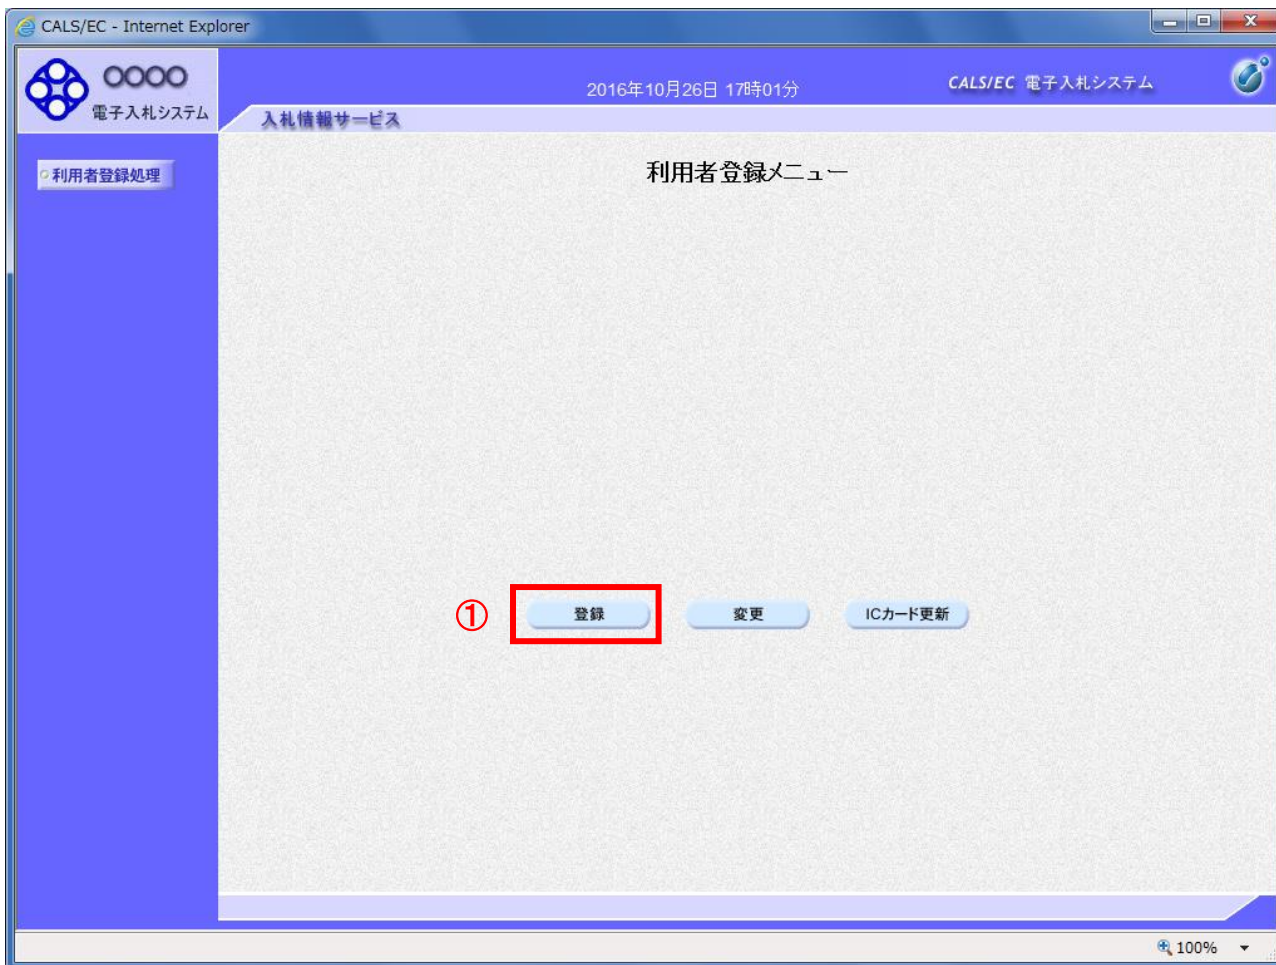 CALS/EC - Internet Explorer
〇〇〇〇
電子入札システム
2016年10月26日 17時01分
CALS/EC 電子入札システム
入札情報サービス
利用者登録処理
利用者登録メニュー
①
登録
変更
ICカード更新
100%